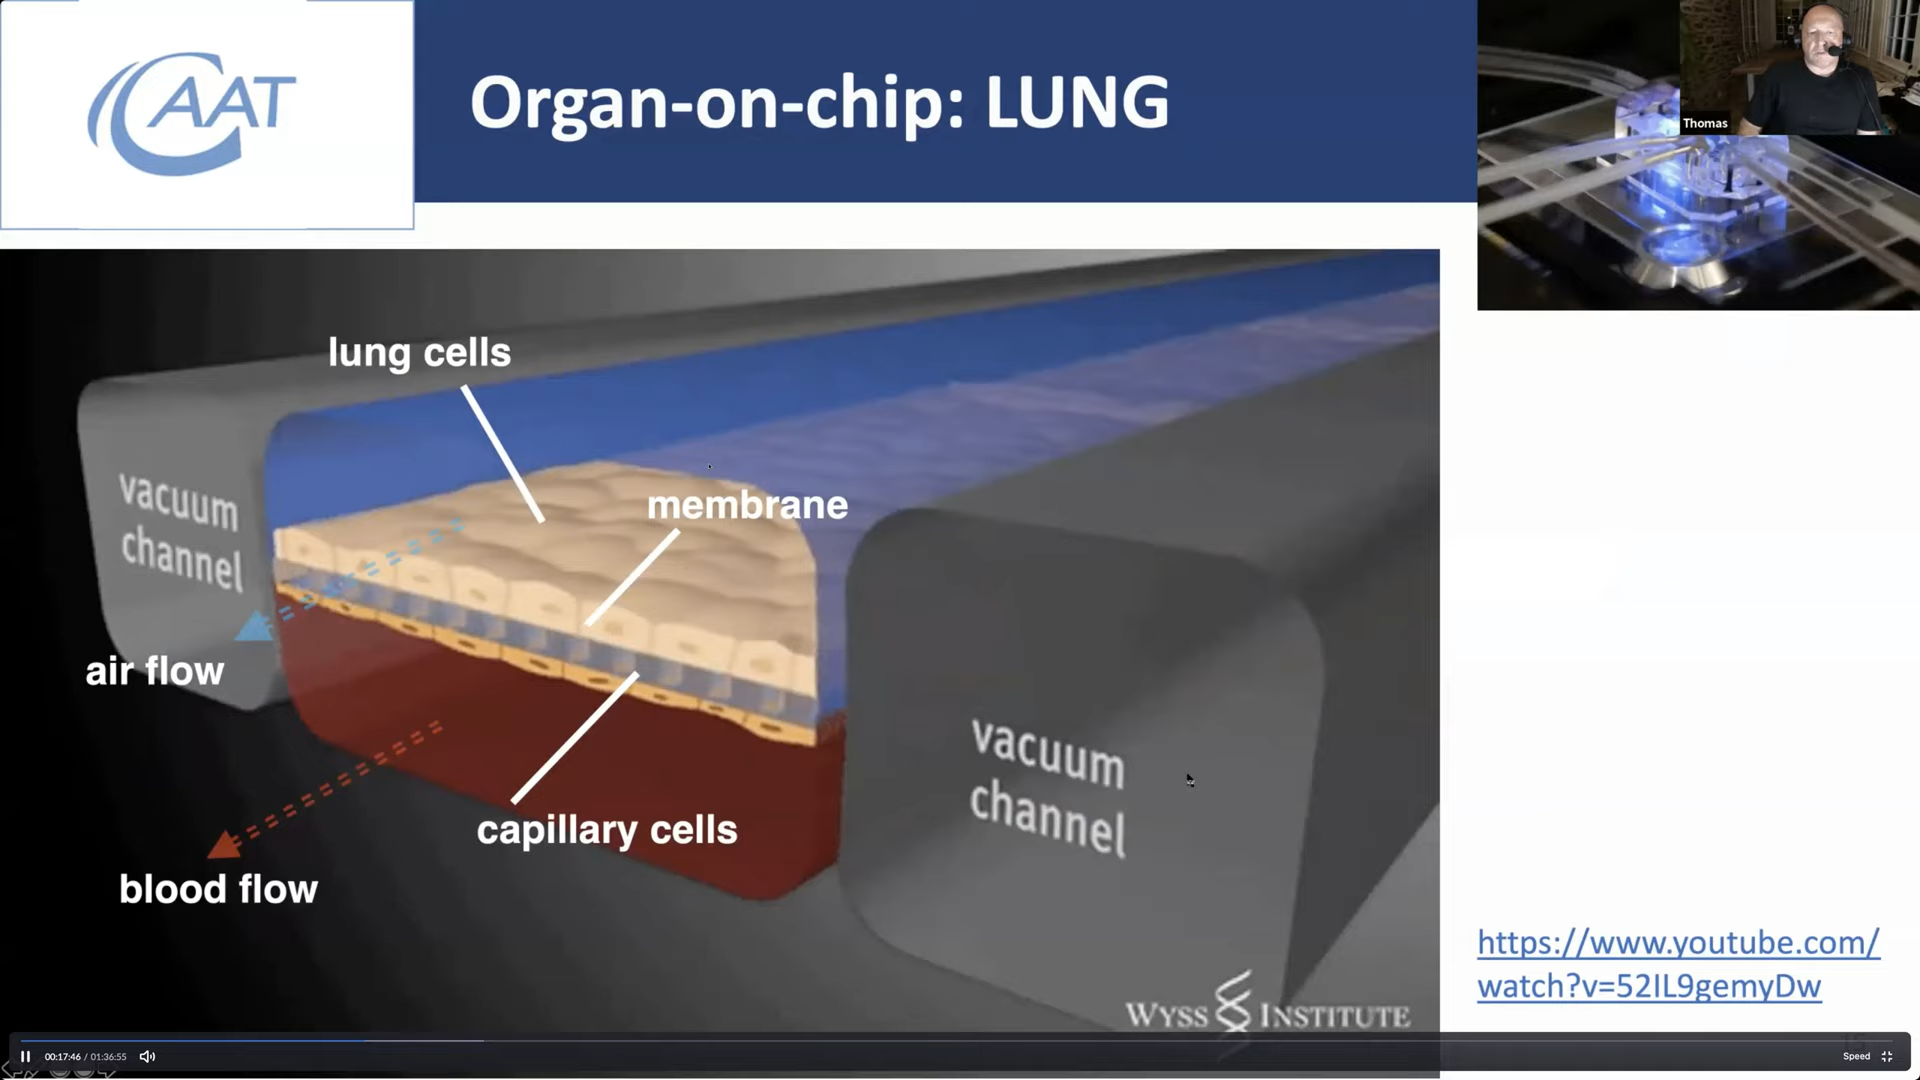 CAAT
Organ-on-chip: LUNG
Thomas
lung cells
membrane
vacuum
channel
air flow
vacuum
channel
capillary cells
blood flow
https://www.youtube.com/
watch?v=52IL9gemyDw
WYSS INSTITUTE
00:17:46 / 01:36:55
Speed